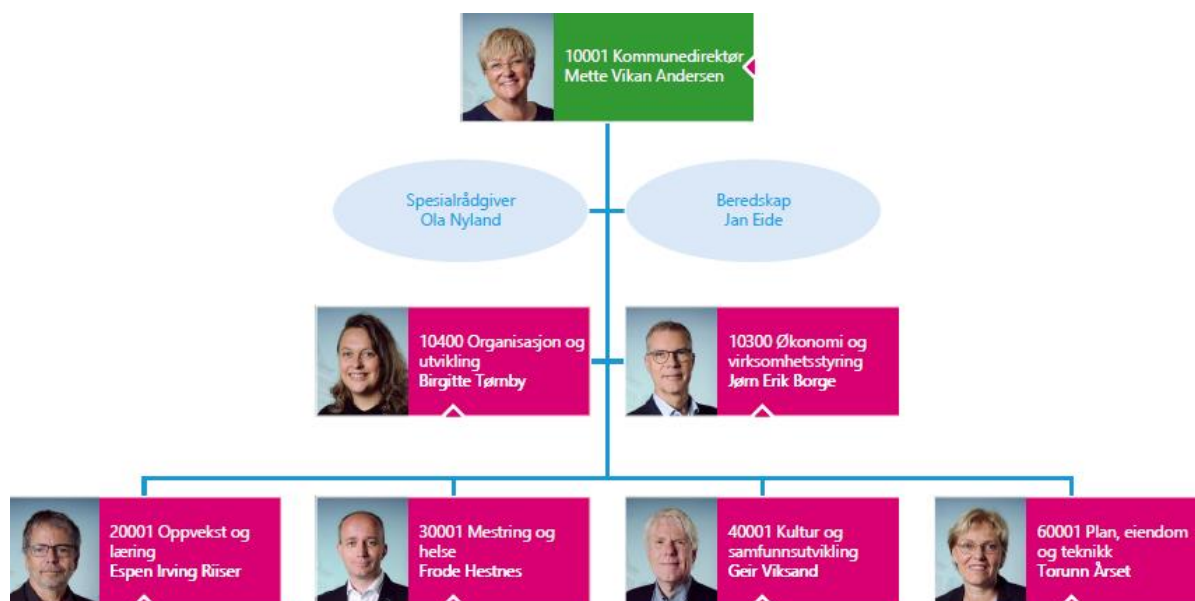 10001 Kommunedirektør
Mette Vikan Andersen
Spesialrådgiver
Ola Nyland
Beredskap
Jan Eide
10400 Organisasjon og
utvikling
Birgitte Tørnby
10300 Økonomi og
virksomhetsstyring
Jørn Erik Borge
20001 Oppvekst og
læring
Espen Irving Riiser
30001 Mestring og
helse
Frode Hestnes
40001 Kultur og
samfunnsutvikling
Geir Viksand
60001 Plan, eiendom
og teknikk
Torunn Årset